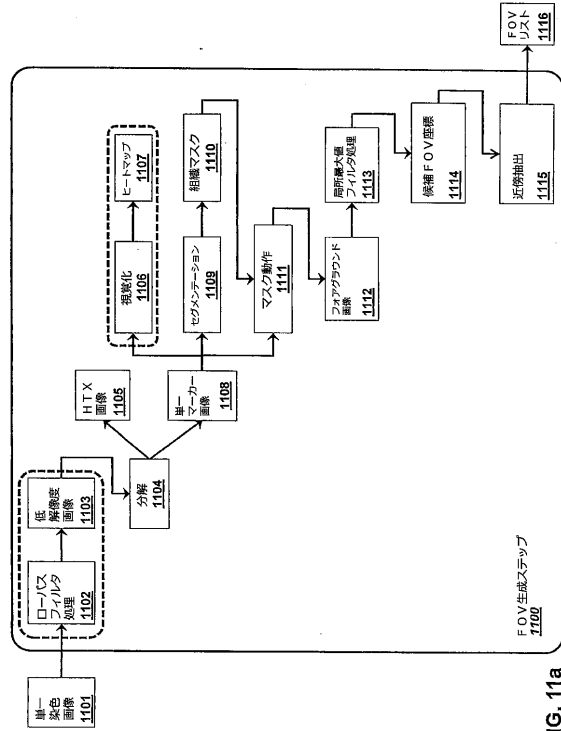 単一
染色
画像
1101
ローパス
フィルタ
処理
1102
低
解像度
画像
1103
分解
1104
HTX
画像
1105
視覚化
1106
ヒートマップ
1107
単一
マーカー
画像
1108
セグメンテーション
1109
組織マスク
1110
マスク動作
1111
フォアグラウンド
画像
1112
局所最大値
フィルタ処理
1113
候補FOV座標
1114
近傍抽出
1115
FOV
リスト
1116
FOV生成ステップ
1100
IG. 11a